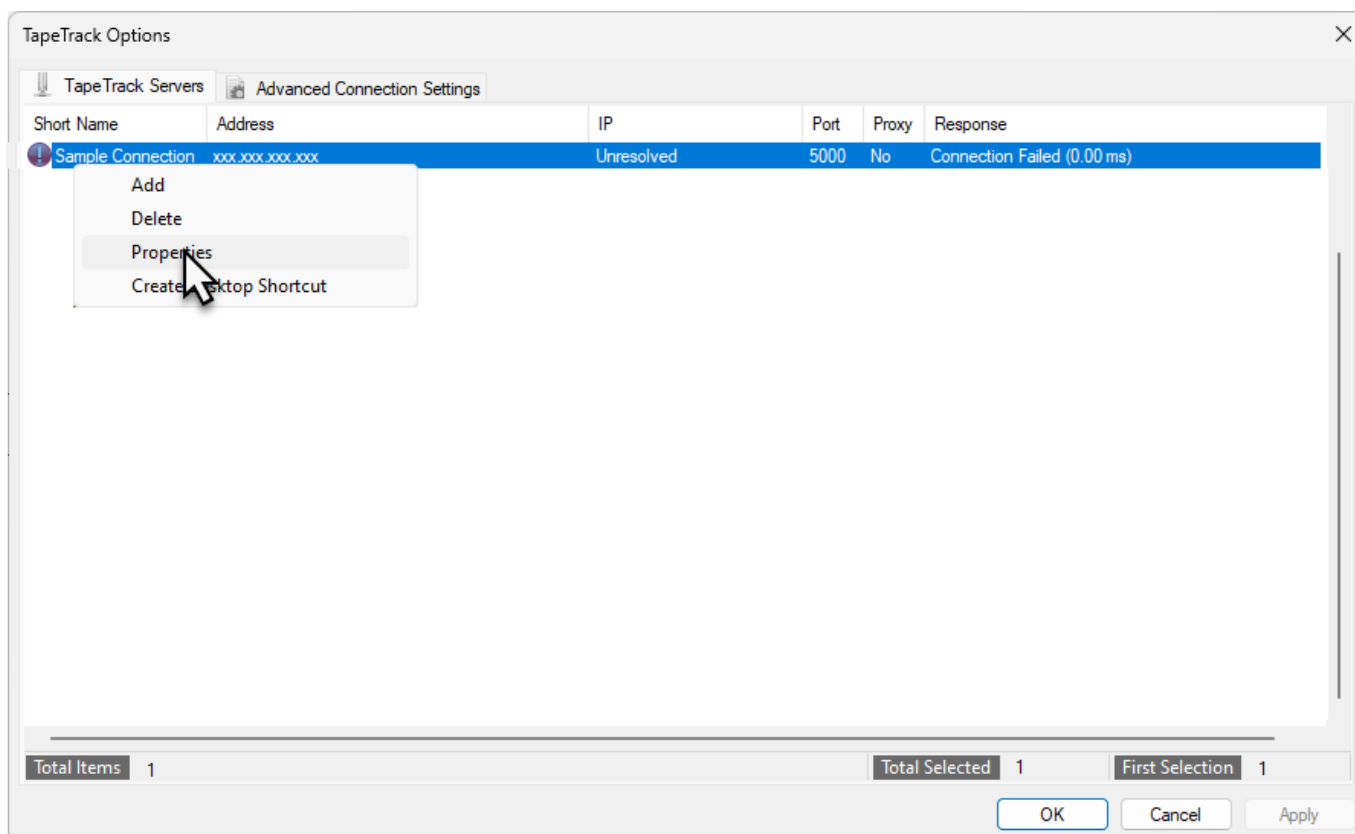 TapeTrack Options
TapeTrack Servers Advanced Connection Settings
Short Name Address IP Port Proxy Response
Sample Connection xxx.xxx.xxx.xxx Unresolved 5000 No Connection Failed (0.00 ms)
Add
Delete
Properties
Create Desktop Shortcut
Total Items 1 Total Selected 1 First Selection 1
OK Cancel Apply